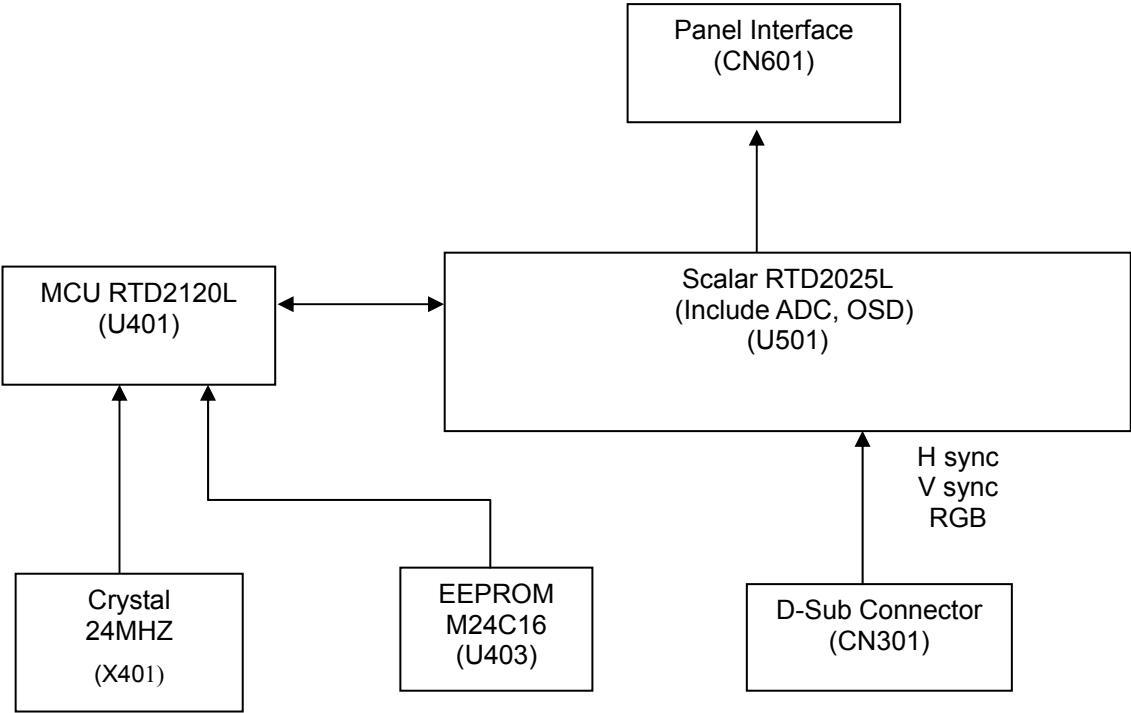 Panel Interface
(CN601)
MCU RTD2120L
(U401)
Scalar RTD2025L
(Include ADC, OSD)
(U501)
H sync
V sync
RGB
Crystal
24MHZ
(X401)
EEPROM
M24C16
(U403)
D-Sub Connector
(CN301)